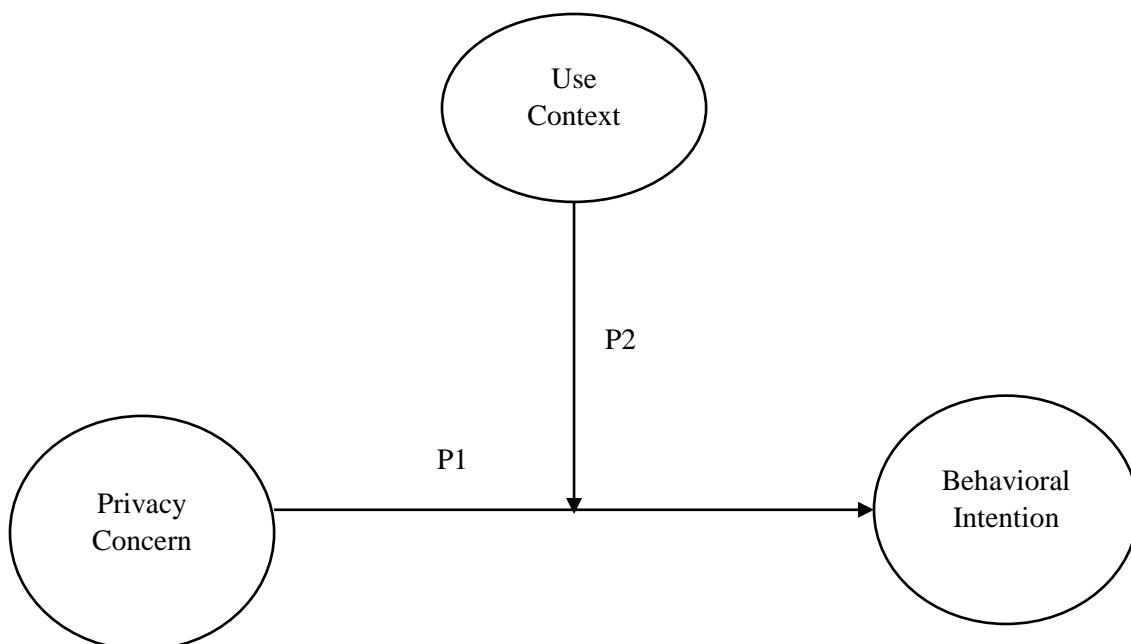 Use
Context
P2
P1
Privacy
Concern
Behavioral
Intention